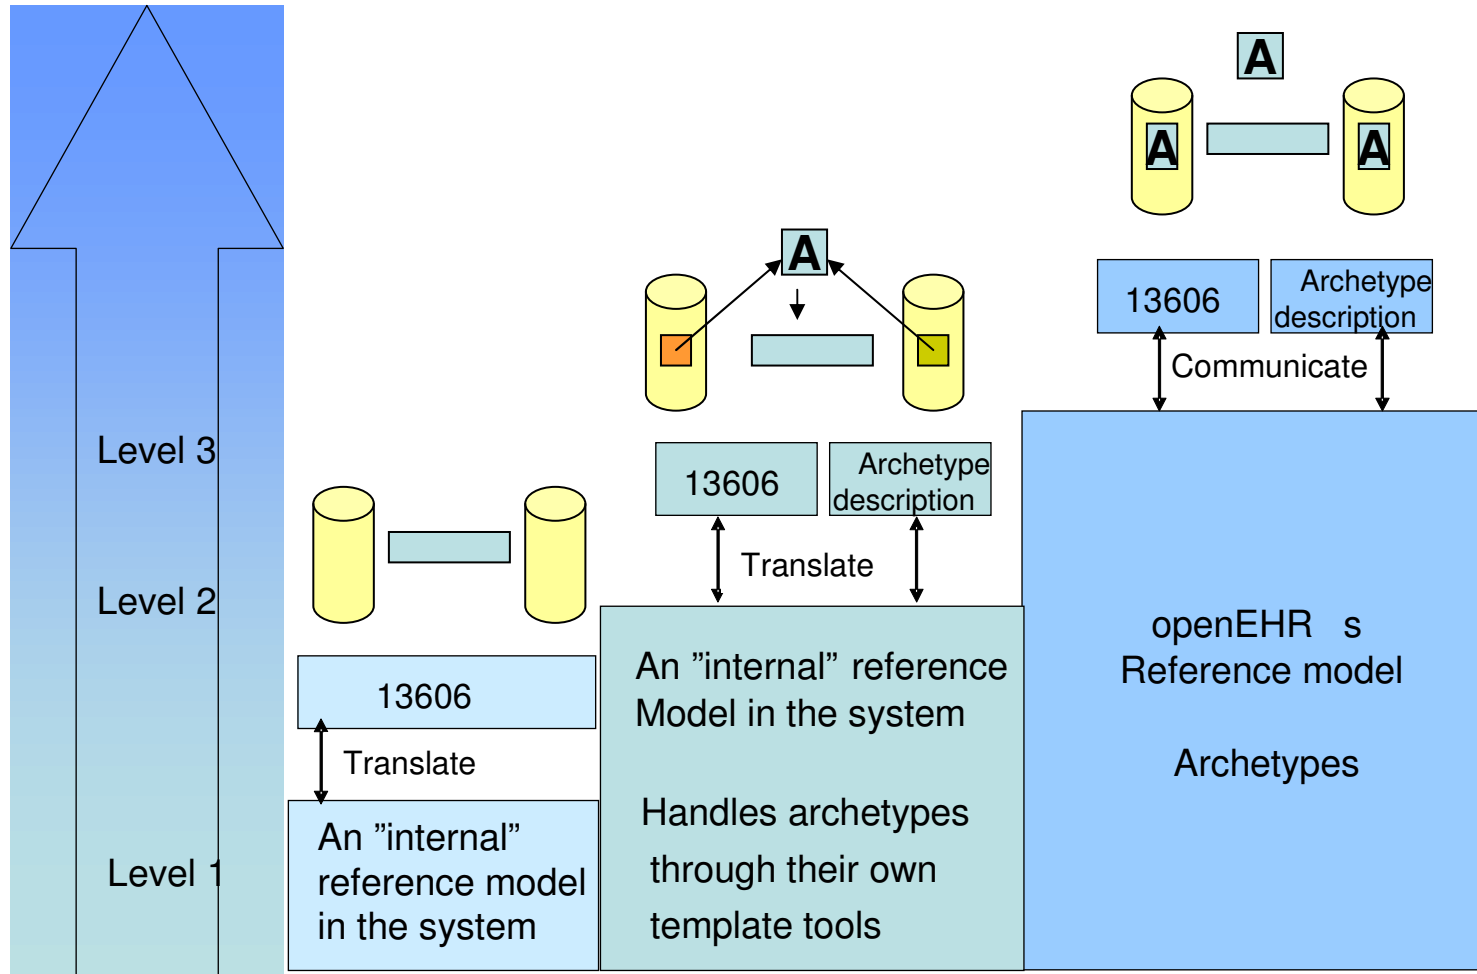 Level 3
Level 2
Level 1
13606
Translate
An ”internal”
reference model
in the system
A
13606
Archetype
description
Translate
An ”internal” reference
Model in the system
Handles archetypes
through their own
template tools
A
A
A
13606
Archetype
description
Communicate
openEHR s
Reference model
Archetypes